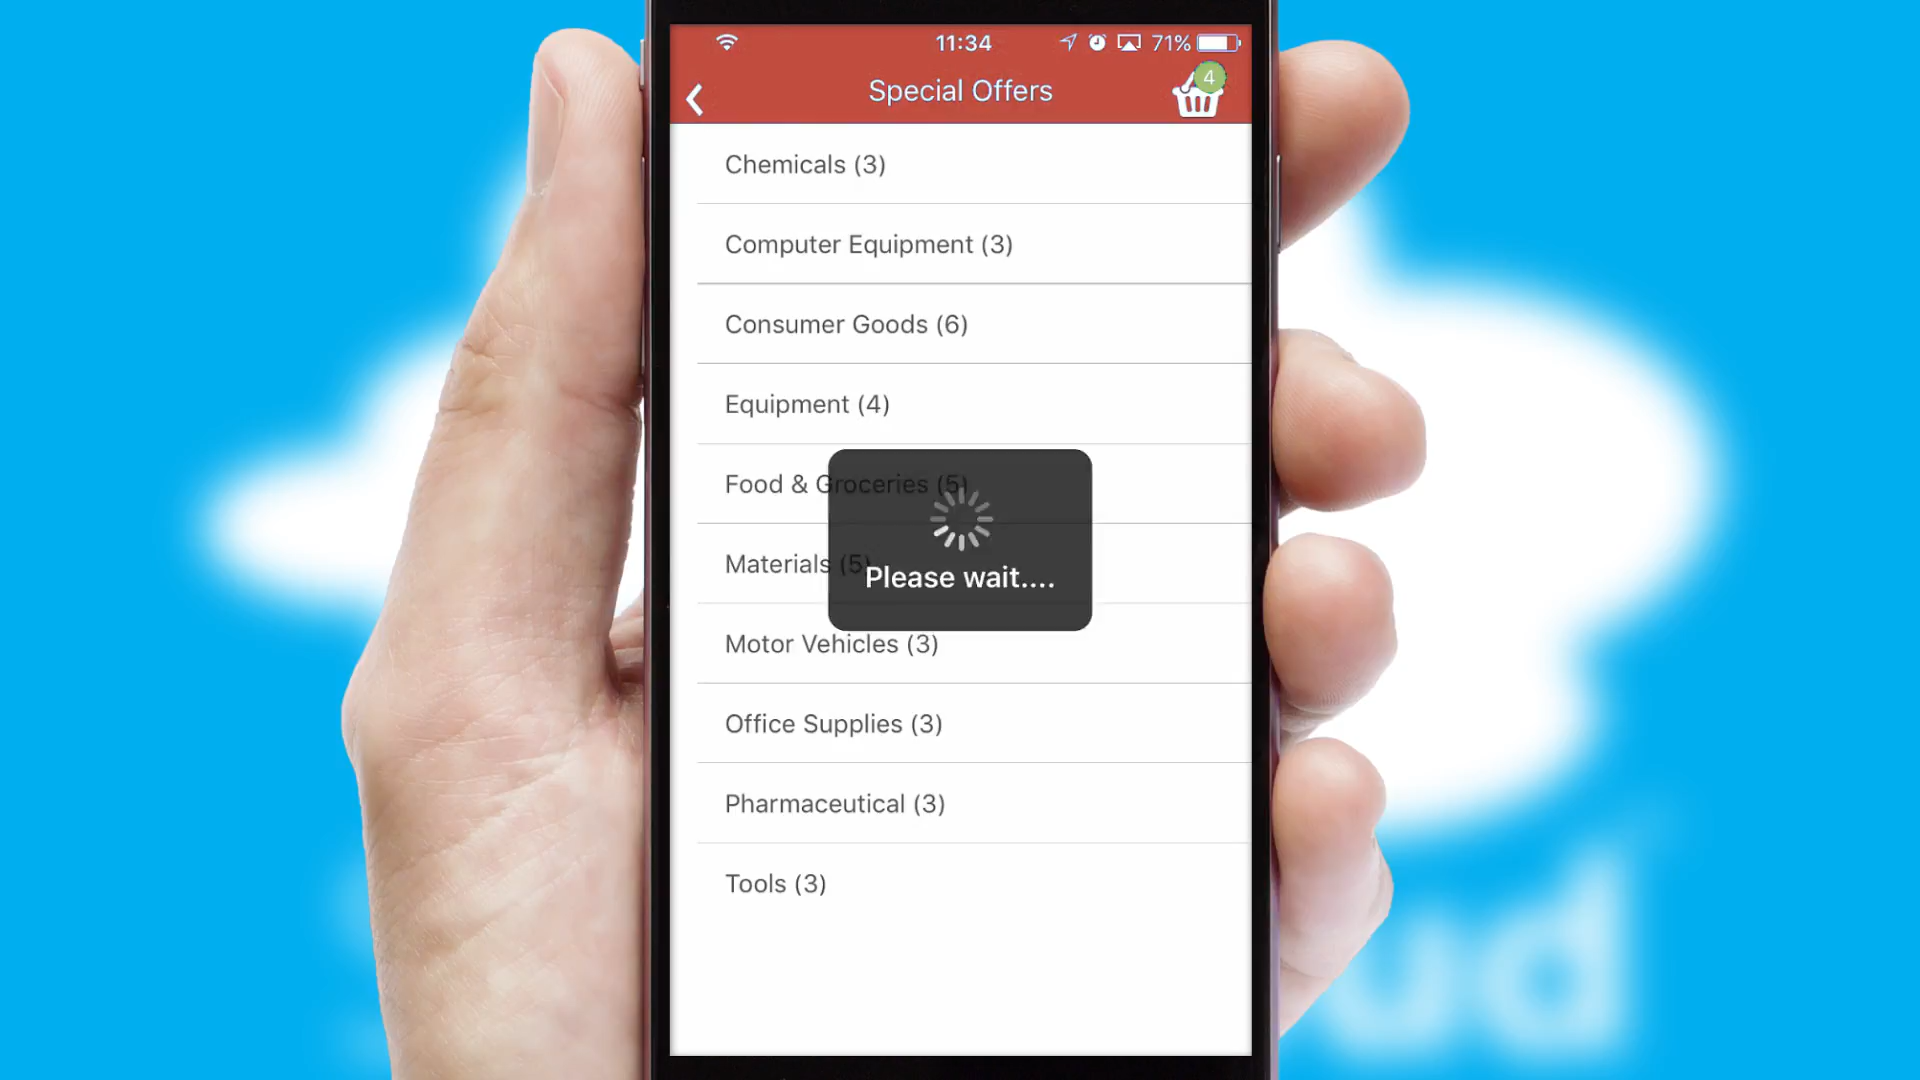 11:34
71%
Special Offers
4
Chemicals (3)
Computer Equipment (3)
Consumer Goods (6)
Equipment (4)
Food & Groceries (5)
Materials (5)
Please wait....
Motor Vehicles (3)
Office Supplies (3)
Pharmaceutical (3)
Tools (3)
ud